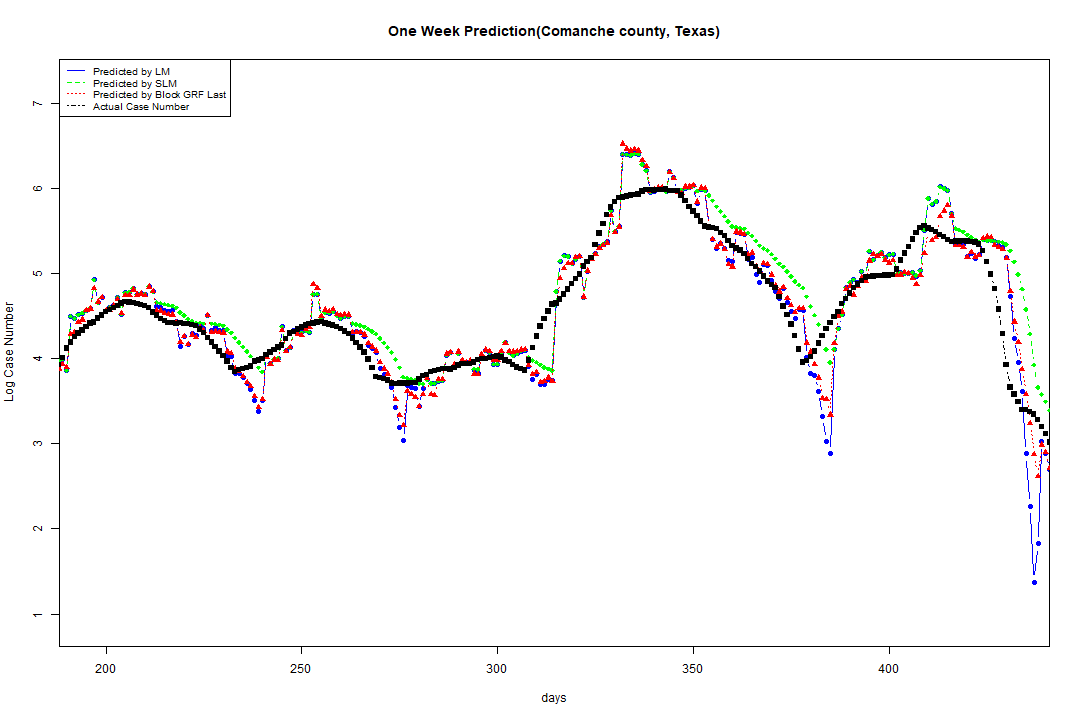 One Week Prediction(Comanche county, Texas)
Predicted by LM
Predicted by SLM
Predicted by Block GRF Last
Actual Case Number
Log Case Number
7
6
5
4
3
2
1
200 250 300 350 400
days